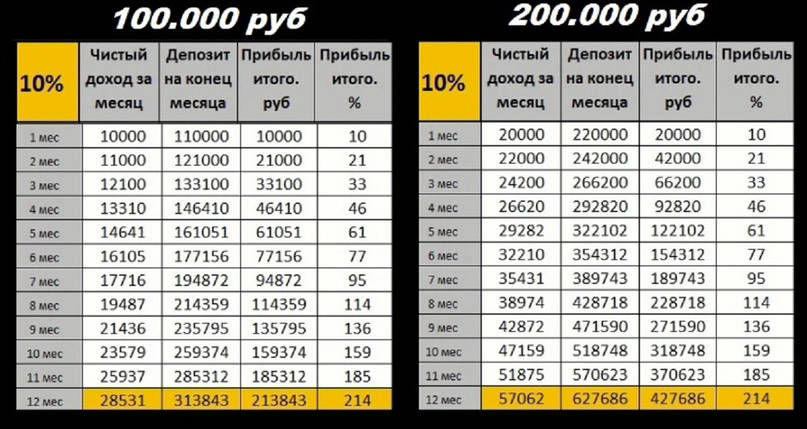 100.000 руб
10%
Чистый доход за месяц
Депозит на конец месяца
Прибыль итого. руб
Прибыль итого. %
1 мес 10000 110000 10000 10
2 мес 11000 121000 21000 21
3 мес 12100 133100 33100 33
4 мес 13310 146410 46410 46
5 мес 14641 161051 61051 61
6 мес 16105 177156 77156 77
7 мес 17716 194872 94872 95
8 мес 19487 214359 114359 114
9 мес 21436 235795 135795 136
10 мес 23579 259374 159374 159
11 мес 25937 285312 185312 185
12 мес 28531 313843 213843 214
200.000 руб
10%
Чистый доход за месяц
Депозит на конец месяца
Прибыль итого. руб
Прибыль итого. %
1 мес 20000 220000 20000 10
2 мес 22000 242000 42000 21
3 мес 24200 266200 66200 33
4 мес 26620 292820 92820 46
5 мес 29282 322102 122102 61
6 мес 32210 354312 154312 77
7 мес 35431 389743 189743 95
8 мес 38974 428718 228718 114
9 мес 42872 471590 271590 136
10 мес 47159 518748 318748 159
11 мес 51875 570623 370623 185
12 мес 57062 627686 427686 214